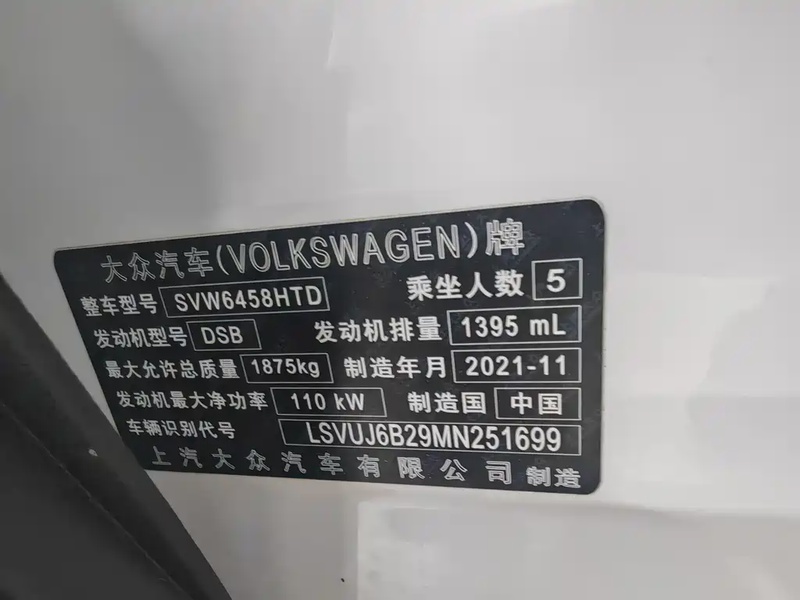 大众汽车(VOLKSWAGEN)牌
整车型号 SVW6458HTD 乘坐人数 5
发动机型号 DSB 发动机排量 1395 mL
最大允许总质量 1875kg 制造年月 2021-11
发动机最大净功率 110 kW 制造国 中国
车辆识别代号 LSVUJ6B29MN251699
上汽大众汽车有限公司 制造